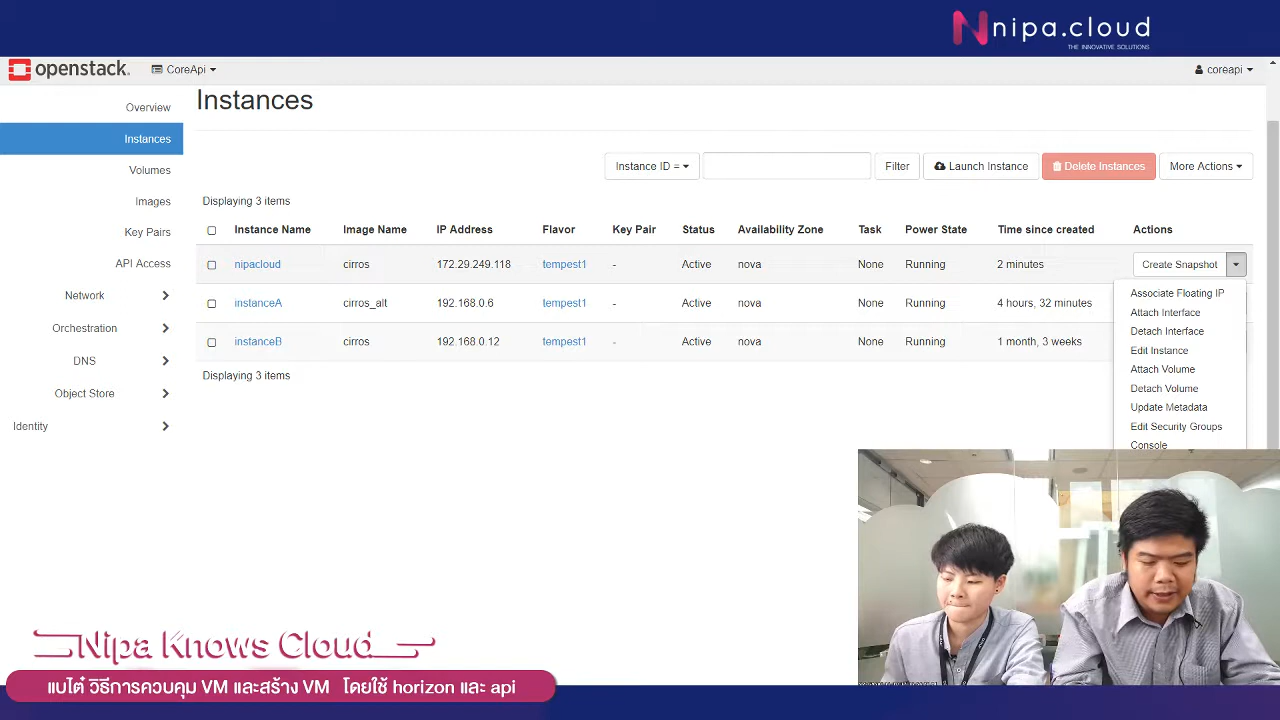 nipa.cloud
THE INNOVATIVE SOLUTIONS
openstack. CoreApi coreapi
Overview
Instances
Volumes
Images
Key Pairs
API Access
Network
Orchestration
DNS
Object Store
Identity
Instances
Instance ID = Filter Launch Instance Delete Instances More Actions
Displaying 3 items
Instance Name Image Name IP Address Flavor Key Pair Status Availability Zone Task Power State Time since created Actions
nipacloud cirros 172.29.249.118 tempest1 - Active nova None Running 2 minutes Create Snapshot
instanceA cirros_alt 192.168.0.6 tempest1 - Active nova None Running 4 hours, 32 minutes
instanceB cirros 192.168.0.12 tempest1 - Active nova None Running 1 month, 3 weeks
Displaying 3 items
Associate Floating IP
Attach Interface
Detach Interface
Edit Instance
Attach Volume
Detach Volume
Update Metadata
Edit Security Groups
Console
Nipa Knows Cloud
แบไต๋ วิธีการควบคุม VM และสร้าง VM โดยใช้ horizon และ api